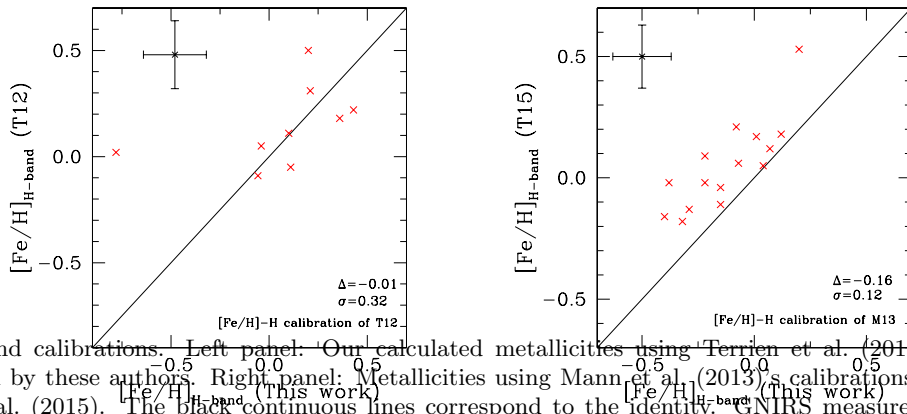 0.5
0.0
−0.5
[Fe/H]H-band (T12)
Δ=−0.01
σ=0.32
[Fe/H]-H calibration of T12
−0.5 0.0 0.5
[Fe/H]H-band (This work)
0.5
0.0
−0.5
[Fe/H]H-band (T15)
Δ=−0.16
σ=0.12
[Fe/H]-H calibration of M13
−0.5 0.0 0.5
[Fe/H]H-band (This work)
nd calibrations. Left panel: Our calculated metallicities using Terrien et al. (201
by these authors. Right panel: Metallicities using Mann et al. (2013)'s calibrations
al. (2015). The black continuous lines correspond to the identity. GNIRS measure